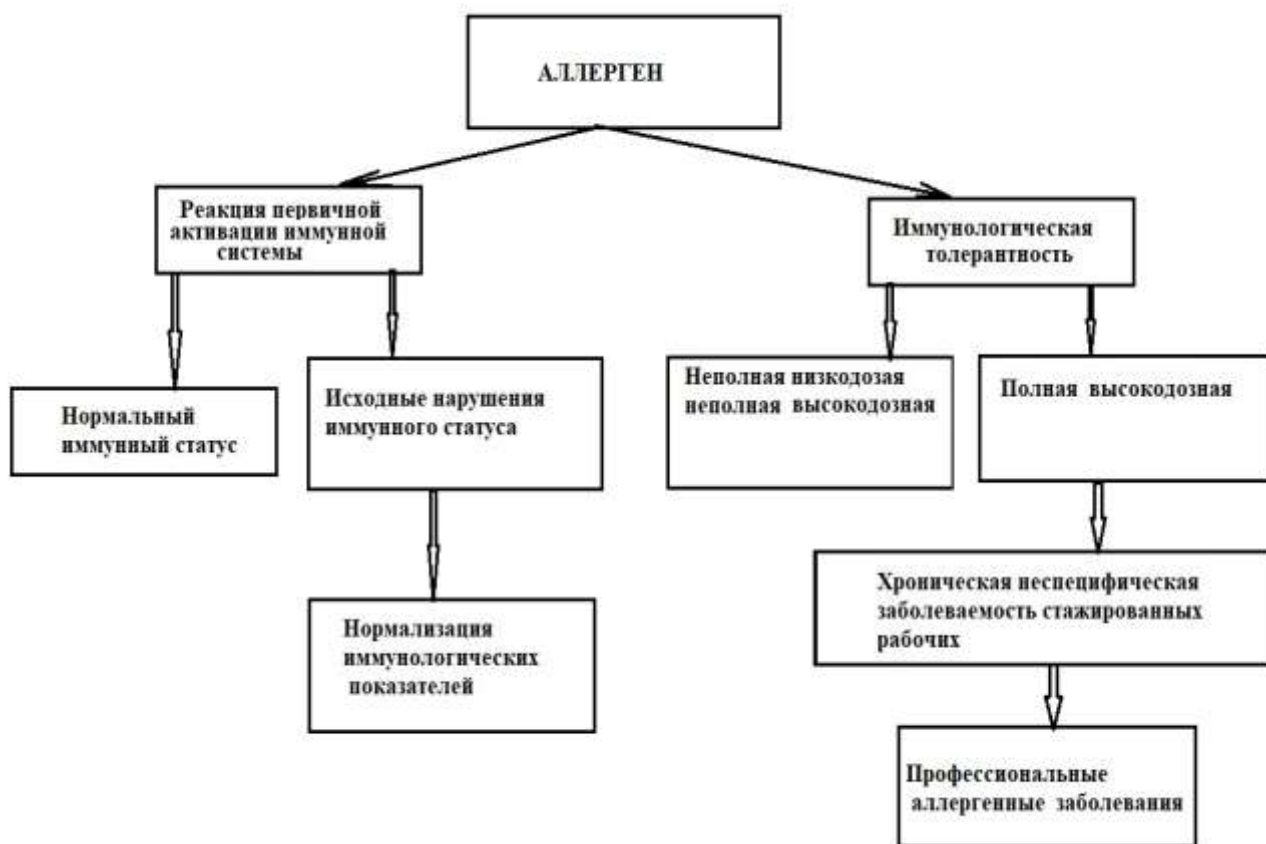 АЛЛЕРГЕН
Реакция первичной
активации иммунной
системы
Иммунологическая
толерантность
Нормальный
иммунный статус
Исходные нарушения
иммунного статуса
Неполная низкодозая
неполная высокодозная
Полная высокодозная
Нормализация
иммунологических
показателей
Хроническая неспецифическая
заболеваемость стажированных
рабочих
Профессиональные
аллергенные заболевания